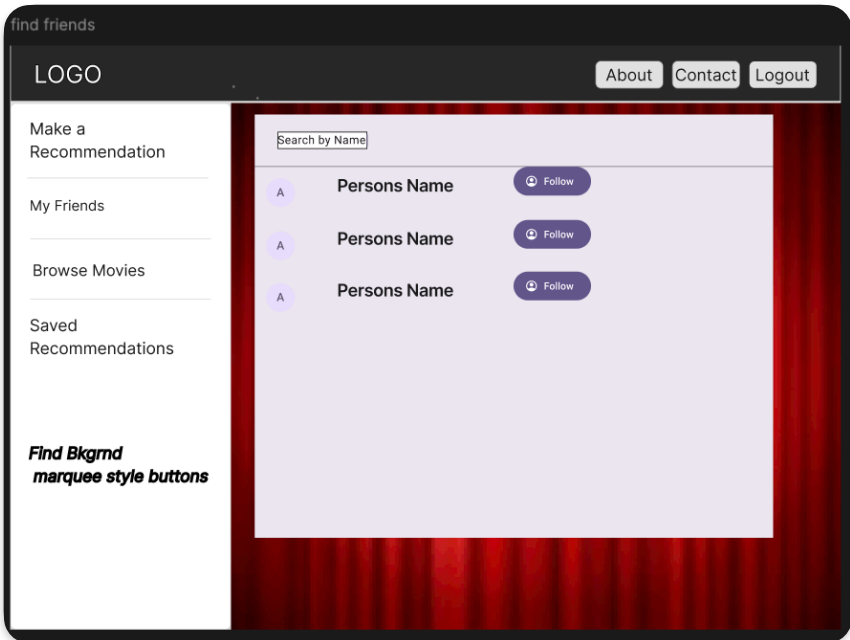 find friends
LOGO
About
Contact
Logout
Make a
Recommendation
My Friends
Browse Movies
Saved
Recommendations
Find Bkgrnd
marquee style buttons
Search by Name
A
Persons Name
Follow
A
Persons Name
Follow
A
Persons Name
Follow